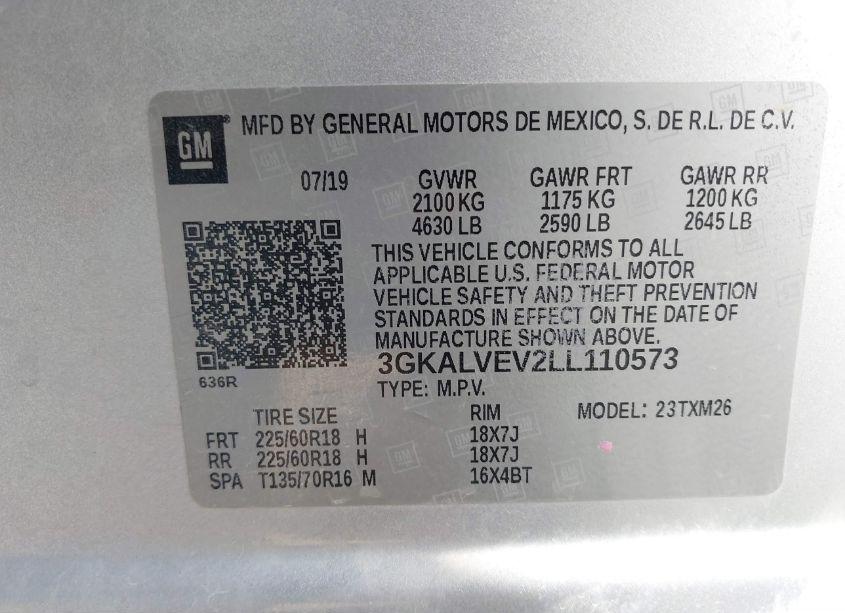 GM ® MFD BY GENERAL MOTORS DE MEXICO, S. DE R.L. DE C.V.
07/19 GVWR GAWR FRT GAWR RR
2100 KG 1175 KG 1200 KG
4630 LB 2590 LB 2645 LB
THIS VEHICLE CONFORMS TO ALL
APPLICABLE U.S. FEDERAL MOTOR
VEHICLE SAFETY AND THEFT PREVENTION
STANDARDS IN EFFECT ON THE DATE OF
MANUFACTURE SHOWN ABOVE.
3GKALVEV2LL110573
636R
TYPE: M.P.V.
TIRE SIZE RIM MODEL: 23TXM26
FRT 225/60R18 H 18X7J
RR 225/60R18 H 18X7J
SPA T135/70R16 M 16X4BT